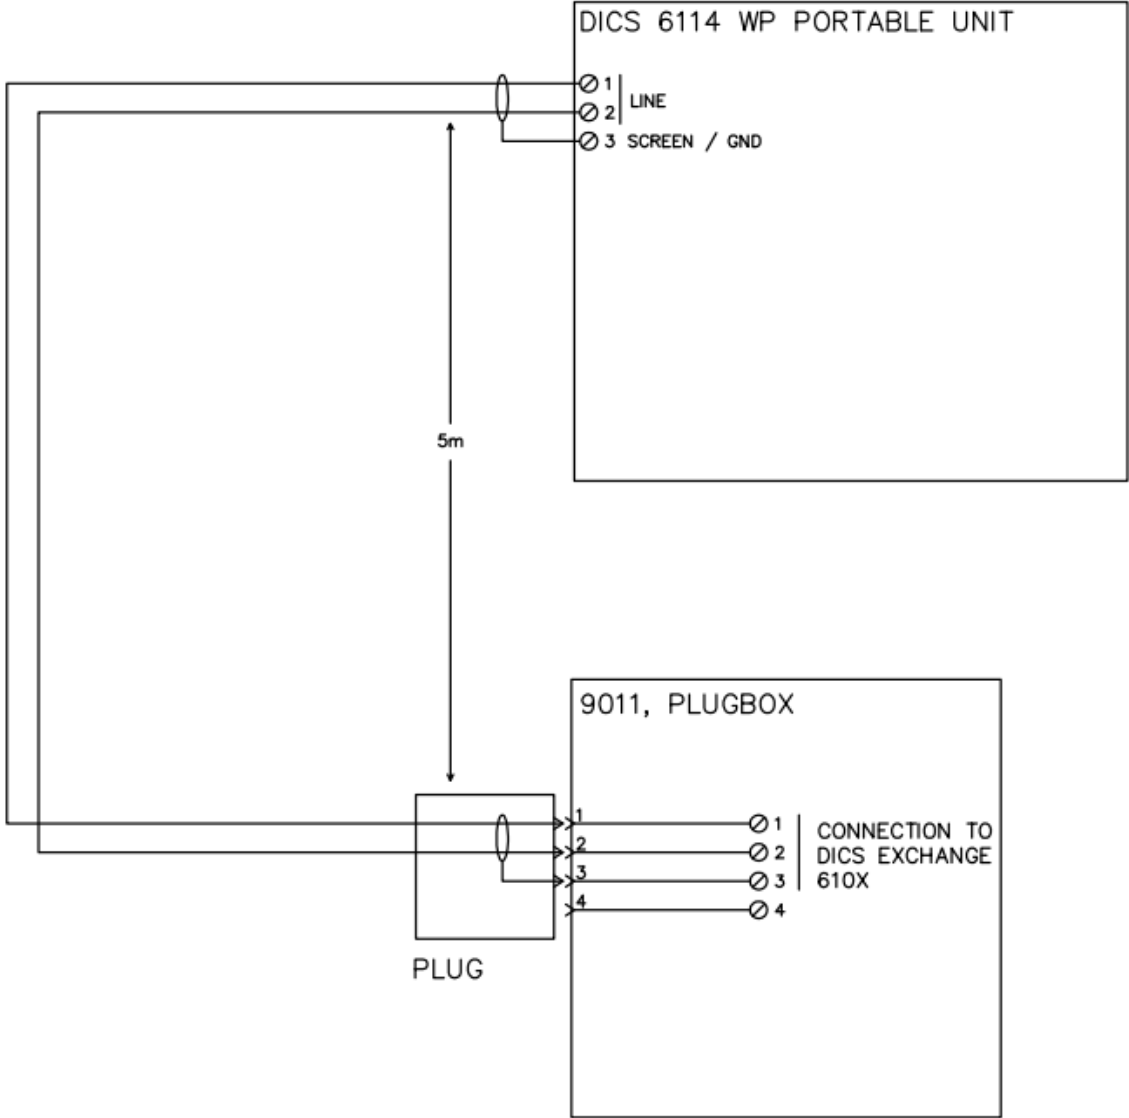 DICS 6114 WP PORTABLE UNIT
1
LINE
2
3 SCREEN / GND
5m
9011, PLUGBOX
1
1
2
2
3
3
4
4
CONNECTION TO
DICS EXCHANGE
610X
PLUG